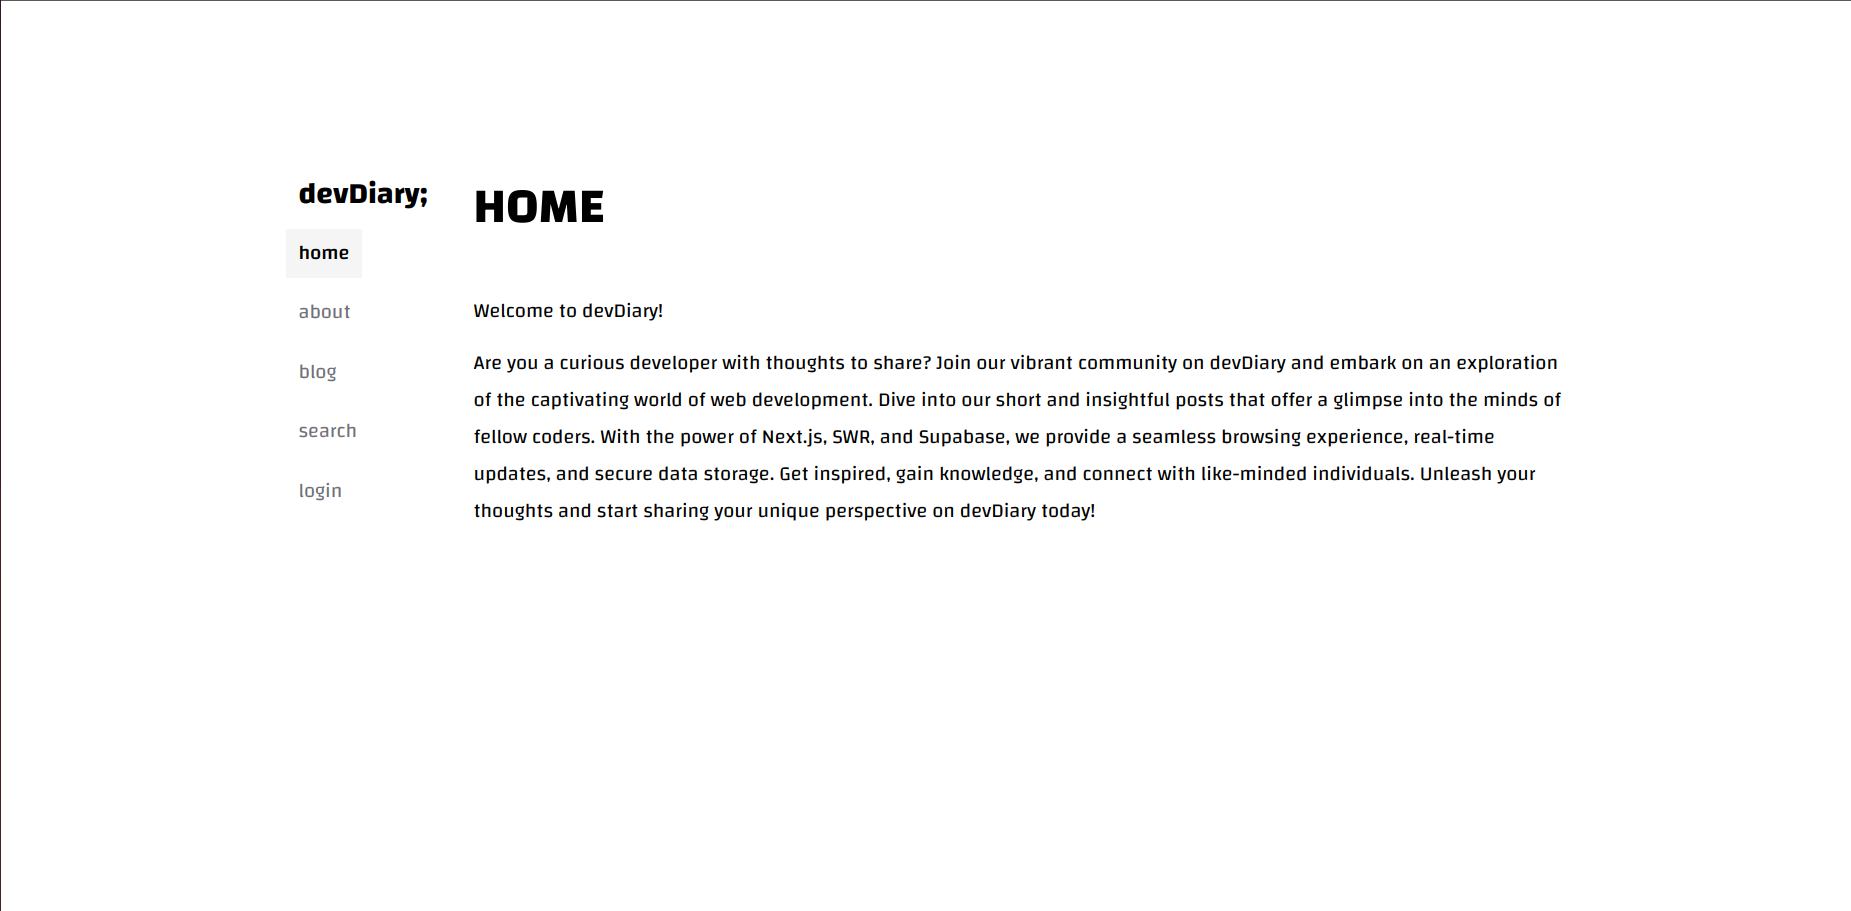 devDiary;
home
about
blog
search
login
HOME
Welcome to devDiary!
Are you a curious developer with thoughts to share? Join our vibrant community on devDiary and embark on an exploration
of the captivating world of web development. Dive into our short and insightful posts that offer a glimpse into the minds of
fellow coders. With the power of Next.js, SWR, and Supabase, we provide a seamless browsing experience, real-time
updates, and secure data storage. Get inspired, gain knowledge, and connect with like-minded individuals. Unleash your
thoughts and start sharing your unique perspective on devDiary today!